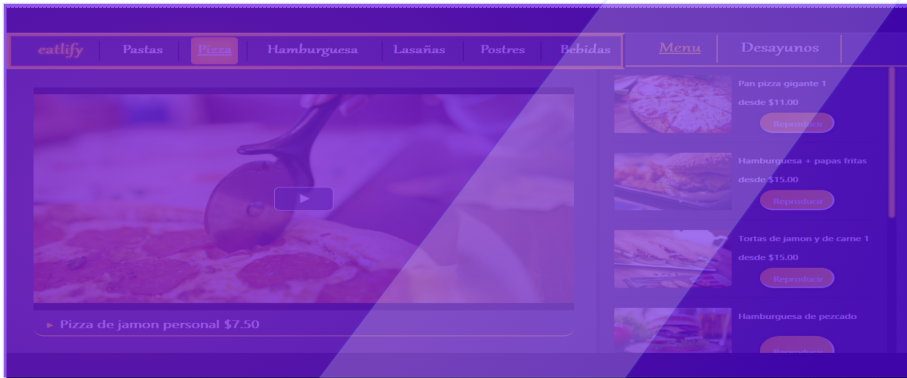 eatlify Pastas Pizza Hamburguesa Lasañas Postres Bebidas Menu Desayunos
Pan pizza gigante 1
desde $11.00
Reproducir
Hamburguesa + papas fritas
desde $15.00
Reproducir
Tortas de jamon y de carne 1
desde $15.00
Reproducir
Hamburguesa de pezcado
► Pizza de jamon personal $7.50